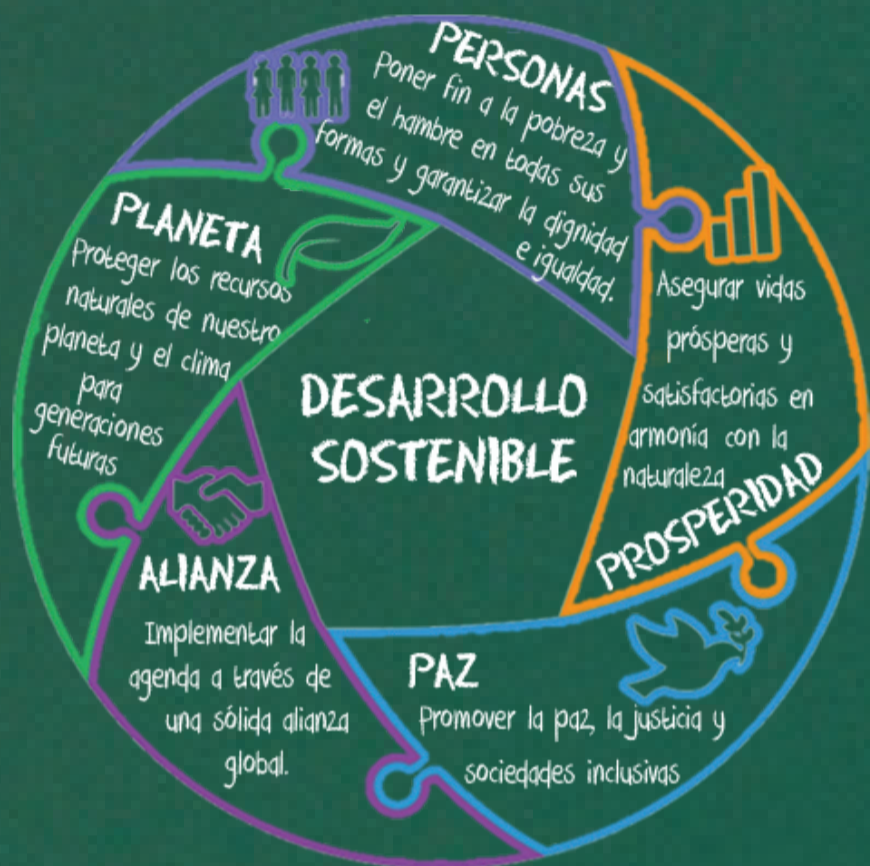 PERSONAS
Poner fin a la pobreza y
el hambre en todas sus
formas y garantizar la dignidad
e igualdad.
Asegurar vidas
prósperas y
satisfactorias en
armonía con la
naturaleza
PROSPERIDAD
PAZ
Promover la paz, la justicia y
sociedades inclusivas
ALIANZA
Implementar la
agenda a través de
una sólida alianza
global.
PLANETA
Proteger los recursos
naturales de nuestro
planeta y el clima
para
generaciones
futuras
DESARROLLO
SOSTENIBLE